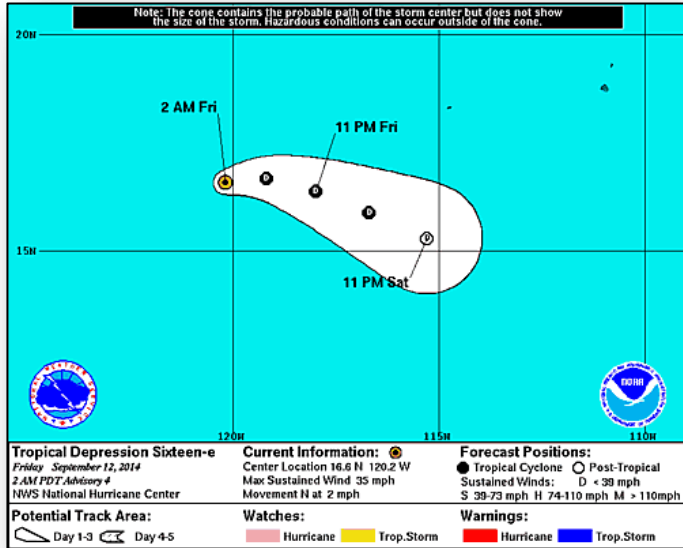 Note: The cone contains the probable path of the storm center but does not show
the size of the storm. Hazardous conditions can occur outside of the cone.
20N
2 AM Fri
11 PM Fri
D
D
D
15N
D
11 PM Sat
NOAA
120W
115W
110W
Tropical Depression Sixteen-e
Friday September 12, 2014
2 AM PDT Advisory 4
NWS National Hurricane Center
Current Information:
Center Location 16.6 N 120.2 W
Max Sustained Wind 35 mph
Movement N at 2 mph
Forecast Positions:
Tropical Cyclone Post-Tropical
Sustained Winds: D < 39 mph
S 39-73 mph H 74-110 mph M > 110mph
Potential Track Area:
Day 1-3 Day 4-5
Watches:
Hurricane Trop.Storm
Warnings:
Hurricane Trop.Storm